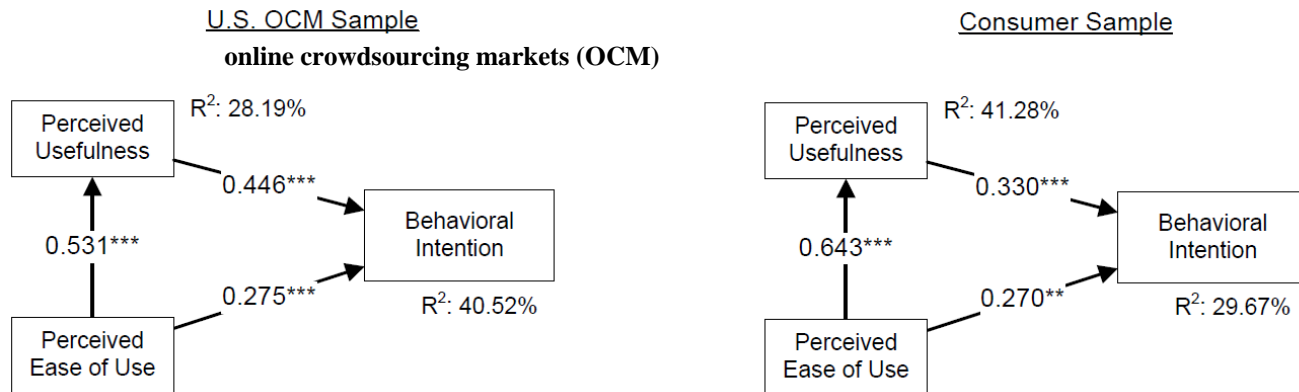 U.S. OCM Sample
online crowdsourcing markets (OCM)
R²: 28.19%
Perceived
Usefulness
0.446***
Behavioral
Intention
0.531***
0.275***
R²: 40.52%
Perceived
Ease of Use
Consumer Sample
R²: 41.28%
Perceived
Usefulness
0.330***
Behavioral
Intention
0.643***
0.270**
R²: 29.67%
Perceived
Ease of Use